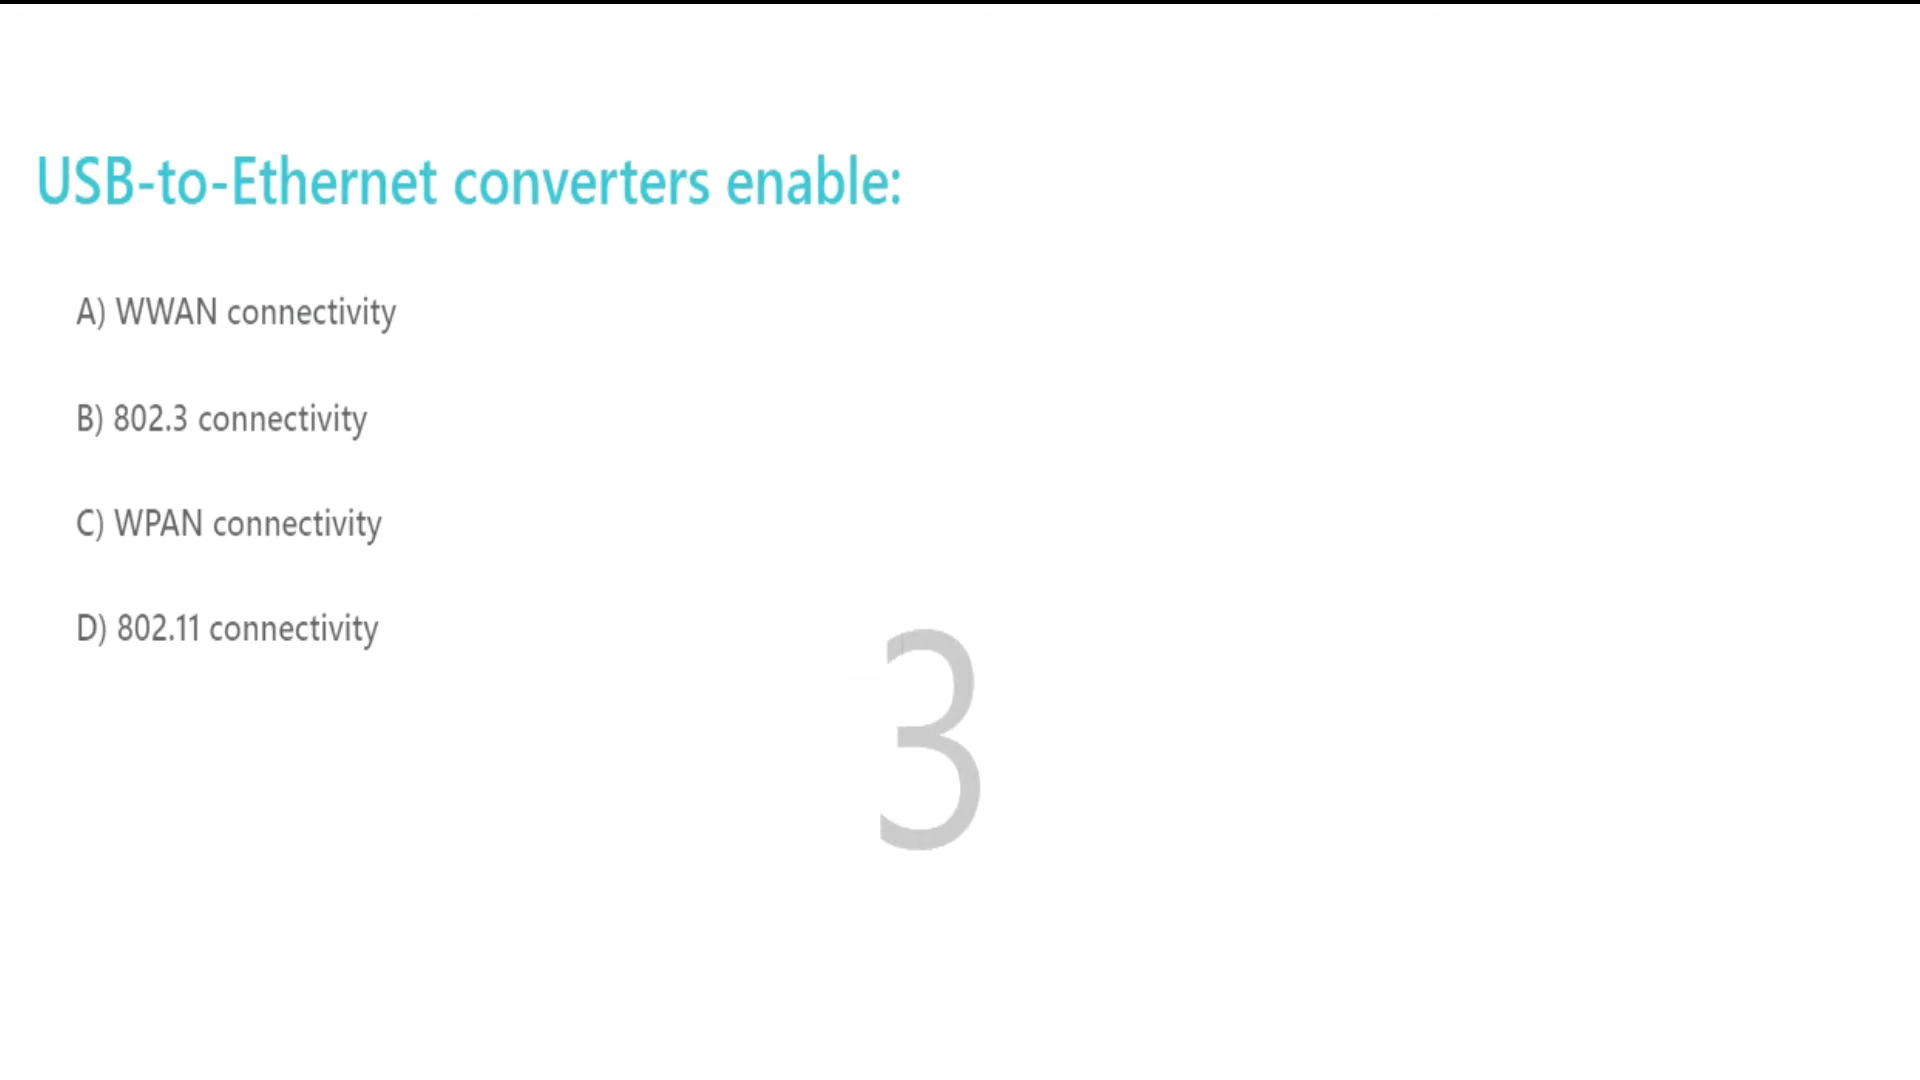 USB-to-Ethernet converters enable:
A) WWAN connectivity
B) 802.3 connectivity
C) WPAN connectivity
D) 802.11 connectivity
3